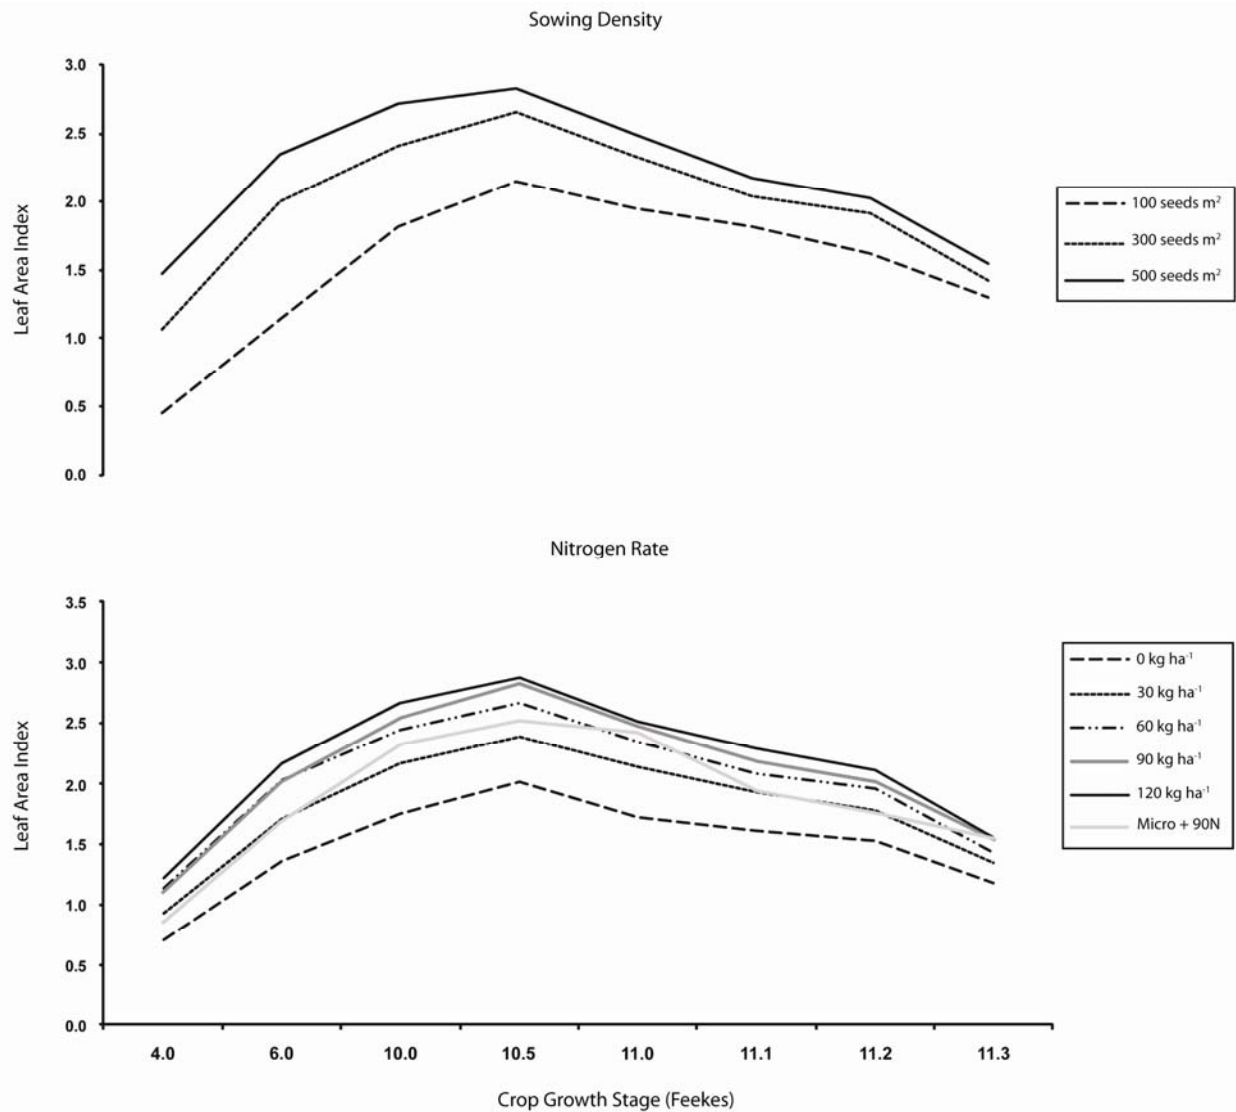 Sowing Density
3.0
2.5
2.0
1.5
1.0
0.5
0.0
Leaf Area Index
100 seeds m²
300 seeds m²
500 seeds m²
Nitrogen Rate
3.5
3.0
2.5
2.0
1.5
1.0
0.5
0.0
Leaf Area Index
0 kg ha⁻¹
30 kg ha⁻¹
60 kg ha⁻¹
90 kg ha⁻¹
120 kg ha⁻¹
Micro + 90N
4.0 6.0 10.0 10.5 11.0 11.1 11.2 11.3
Crop Growth Stage (Feekes)